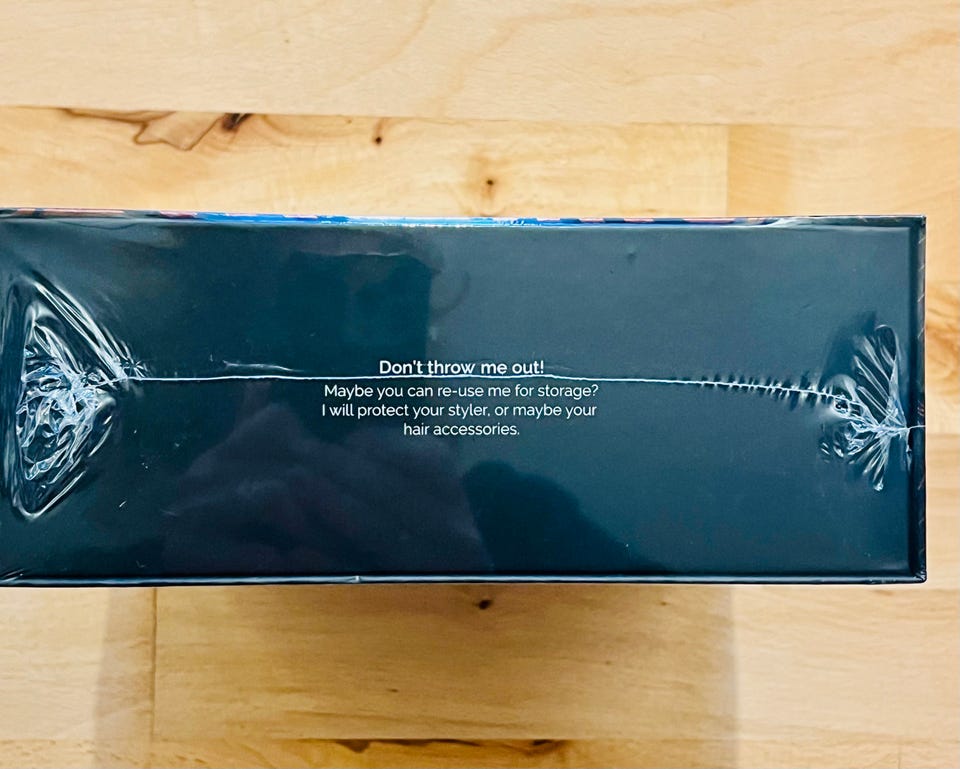 Don't throw me out!
Maybe you can re-use me for storage?
I will protect your styler, or maybe your
hair accessories.